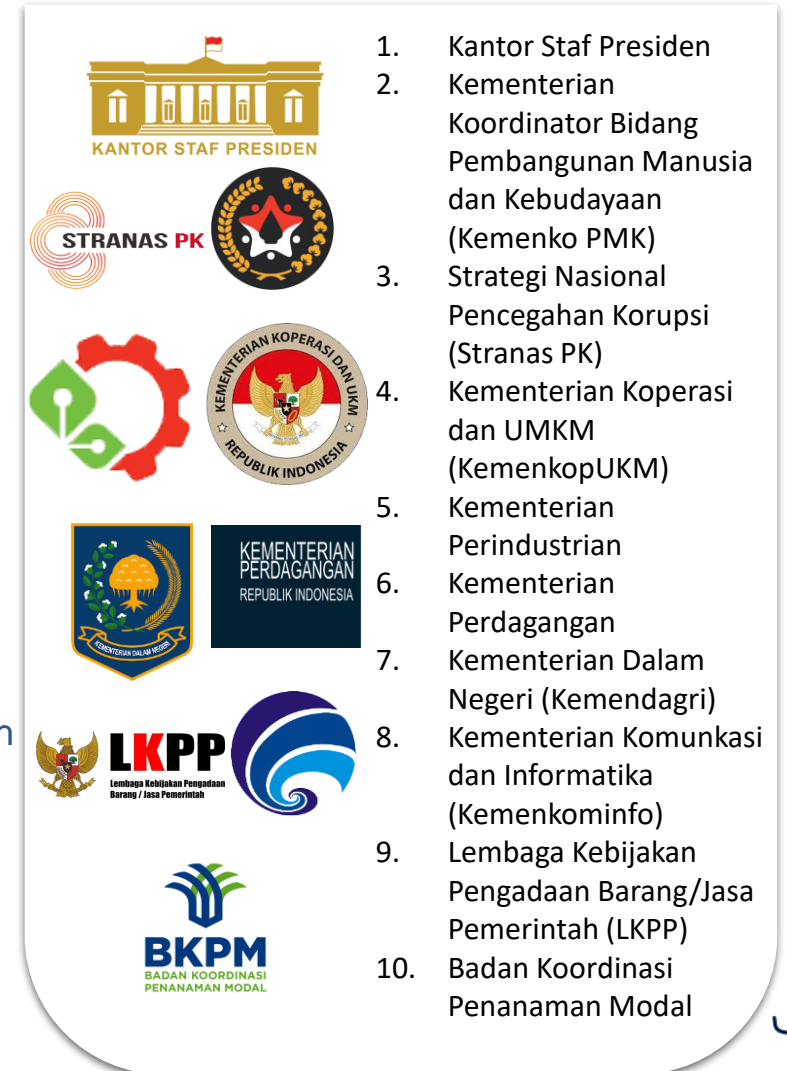 KANTOR STAF PRESIDEN
STRANAS PK
KEMENTERIAN KOPERASI DAN UKM
REPUBLIK INDONESIA
KEMENTERIAN DALAM NEGERI
KEMENTERIAN
PERDAGANGAN
REPUBLIK INDONESIA
LKPP
Lembaga Kebijakan Pengadaan
Barang / Jasa Pemerintah
BKPM
BADAN KOORDINASI
PENANAMAN MODAL
1. Kantor Staf Presiden
2. Kementerian
Koordinator Bidang
Pembangunan Manusia
dan Kebudayaan
(Kemenko PMK)
3. Strategi Nasional
Pencegahan Korupsi
(Stranas PK)
4. Kementerian Koperasi
dan UMKM
(KemenkopUKM)
5. Kementerian
Perindustrian
6. Kementerian
Perdagangan
7. Kementerian Dalam
Negeri (Kemendagri)
8. Kementerian Komunkasi
dan Informatika
(Kemenkominfo)
9. Lembaga Kebijakan
Pengadaan Barang/Jasa
Pemerintah (LKPP)
10. Badan Koordinasi
Penanaman Modal